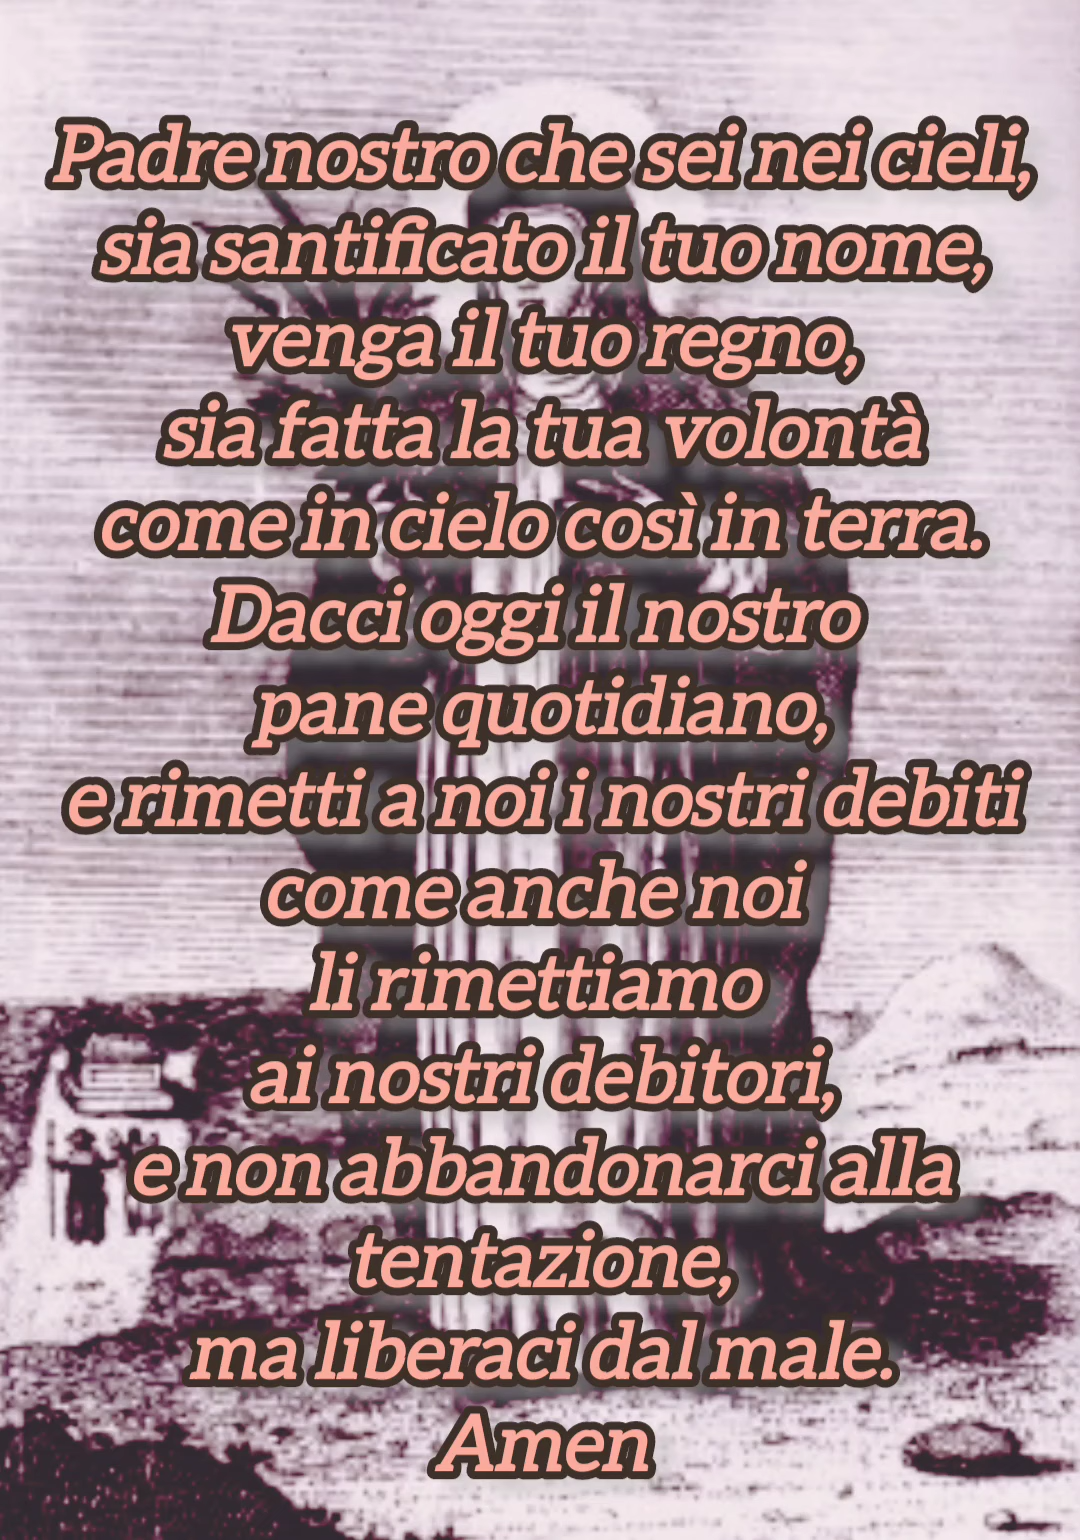 Padre nostro che sei nei cieli,
sia santificato il tuo nome,
venga il tuo regno,
sia fatta la tua volontà
come in cielo così in terra.
Dacci oggi il nostro
pane quotidiano,
e rimetti a noi i nostri debiti
come anche noi
li rimettiamo
ai nostri debitori,
e non abbandonarci alla
tentazione,
ma liberaci dal male.
Amen